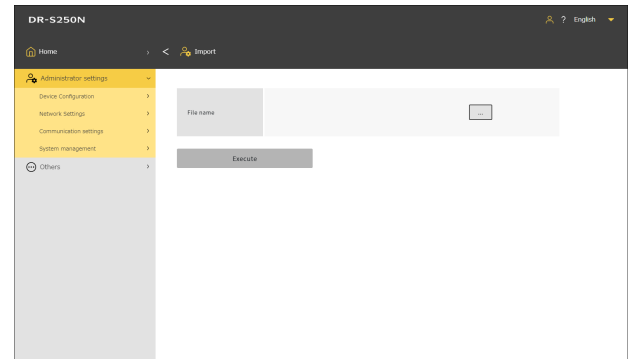 DR-S250N
? English
Home
< Import
Administrator settings
Device Configuration
Network Settings
Communication settings
System management
Others
File name
...
Execute